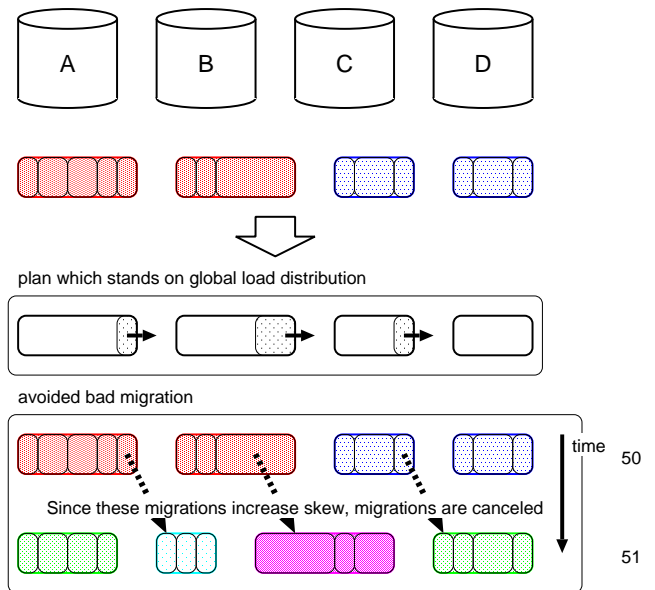 A B C D
plan which stands on global load distribution
avoided bad migration
time
50
Since these migrations increase skew, migrations are canceled
51